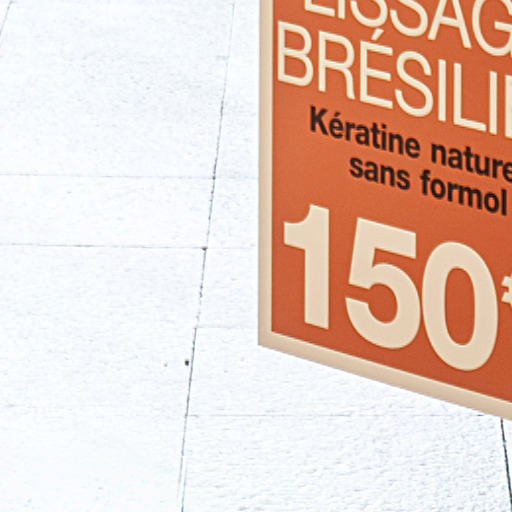 LISSAG
BRÉSILI
Kératine nature
sans formol
150